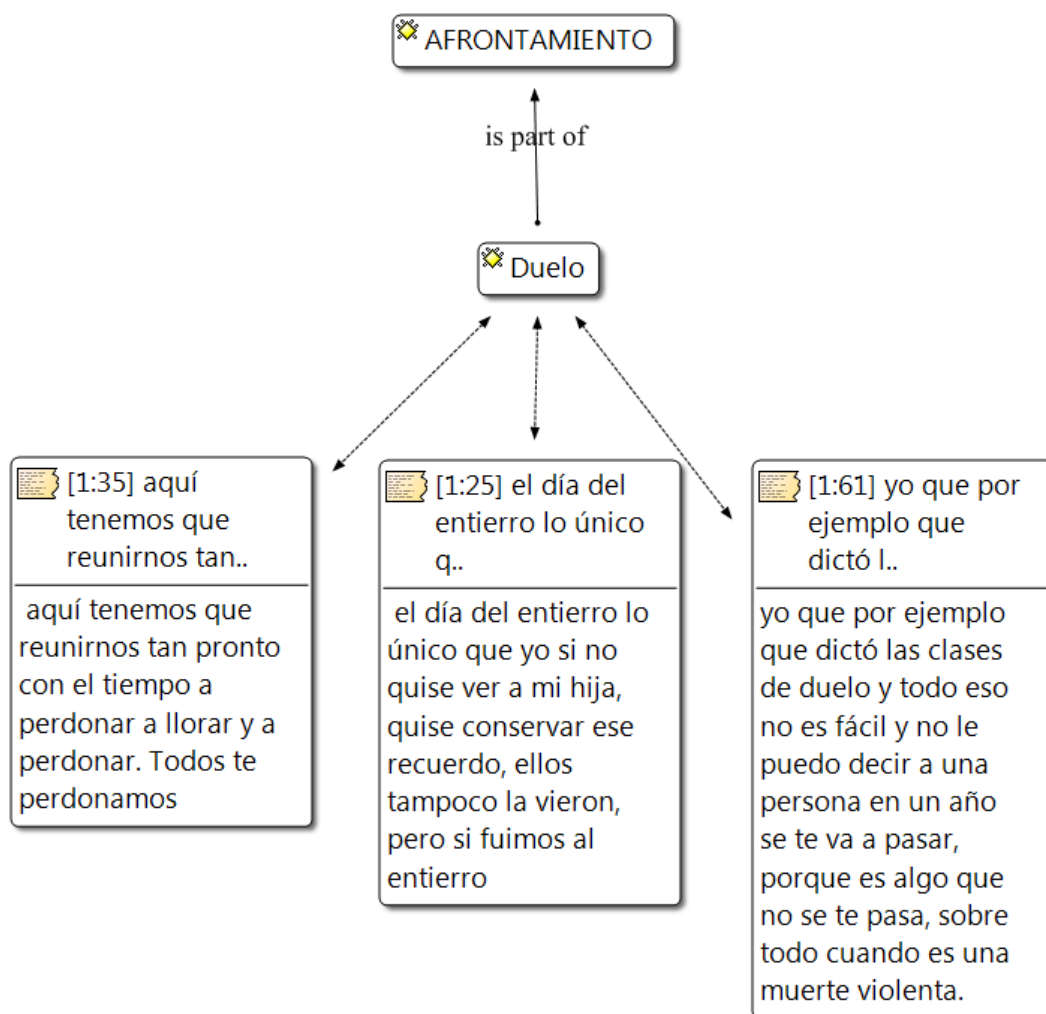 AFRONTAMIENTO
is part of
Duelo
[1:35] aquí
tenemos que
reunirnos tan..
aquí tenemos que
reunirnos tan pronto
con el tiempo a
perdonar a llorar y a
perdonar. Todos te
perdonamos
[1:25] el día del
entierro lo único
q..
el día del entierro lo
único que yo si no
quise ver a mi hija,
quise conservar ese
recuerdo, ellos
tampoco la vieron,
pero si fuimos al
entierro
[1:61] yo que por
ejemplo que
dictó l..
yo que por ejemplo
que dictó las clases
de duelo y todo eso
no es fácil y no le
puedo decir a una
persona en un año
se te va a pasar,
porque es algo que
no se te pasa, sobre
todo cuando es una
muerte violenta.